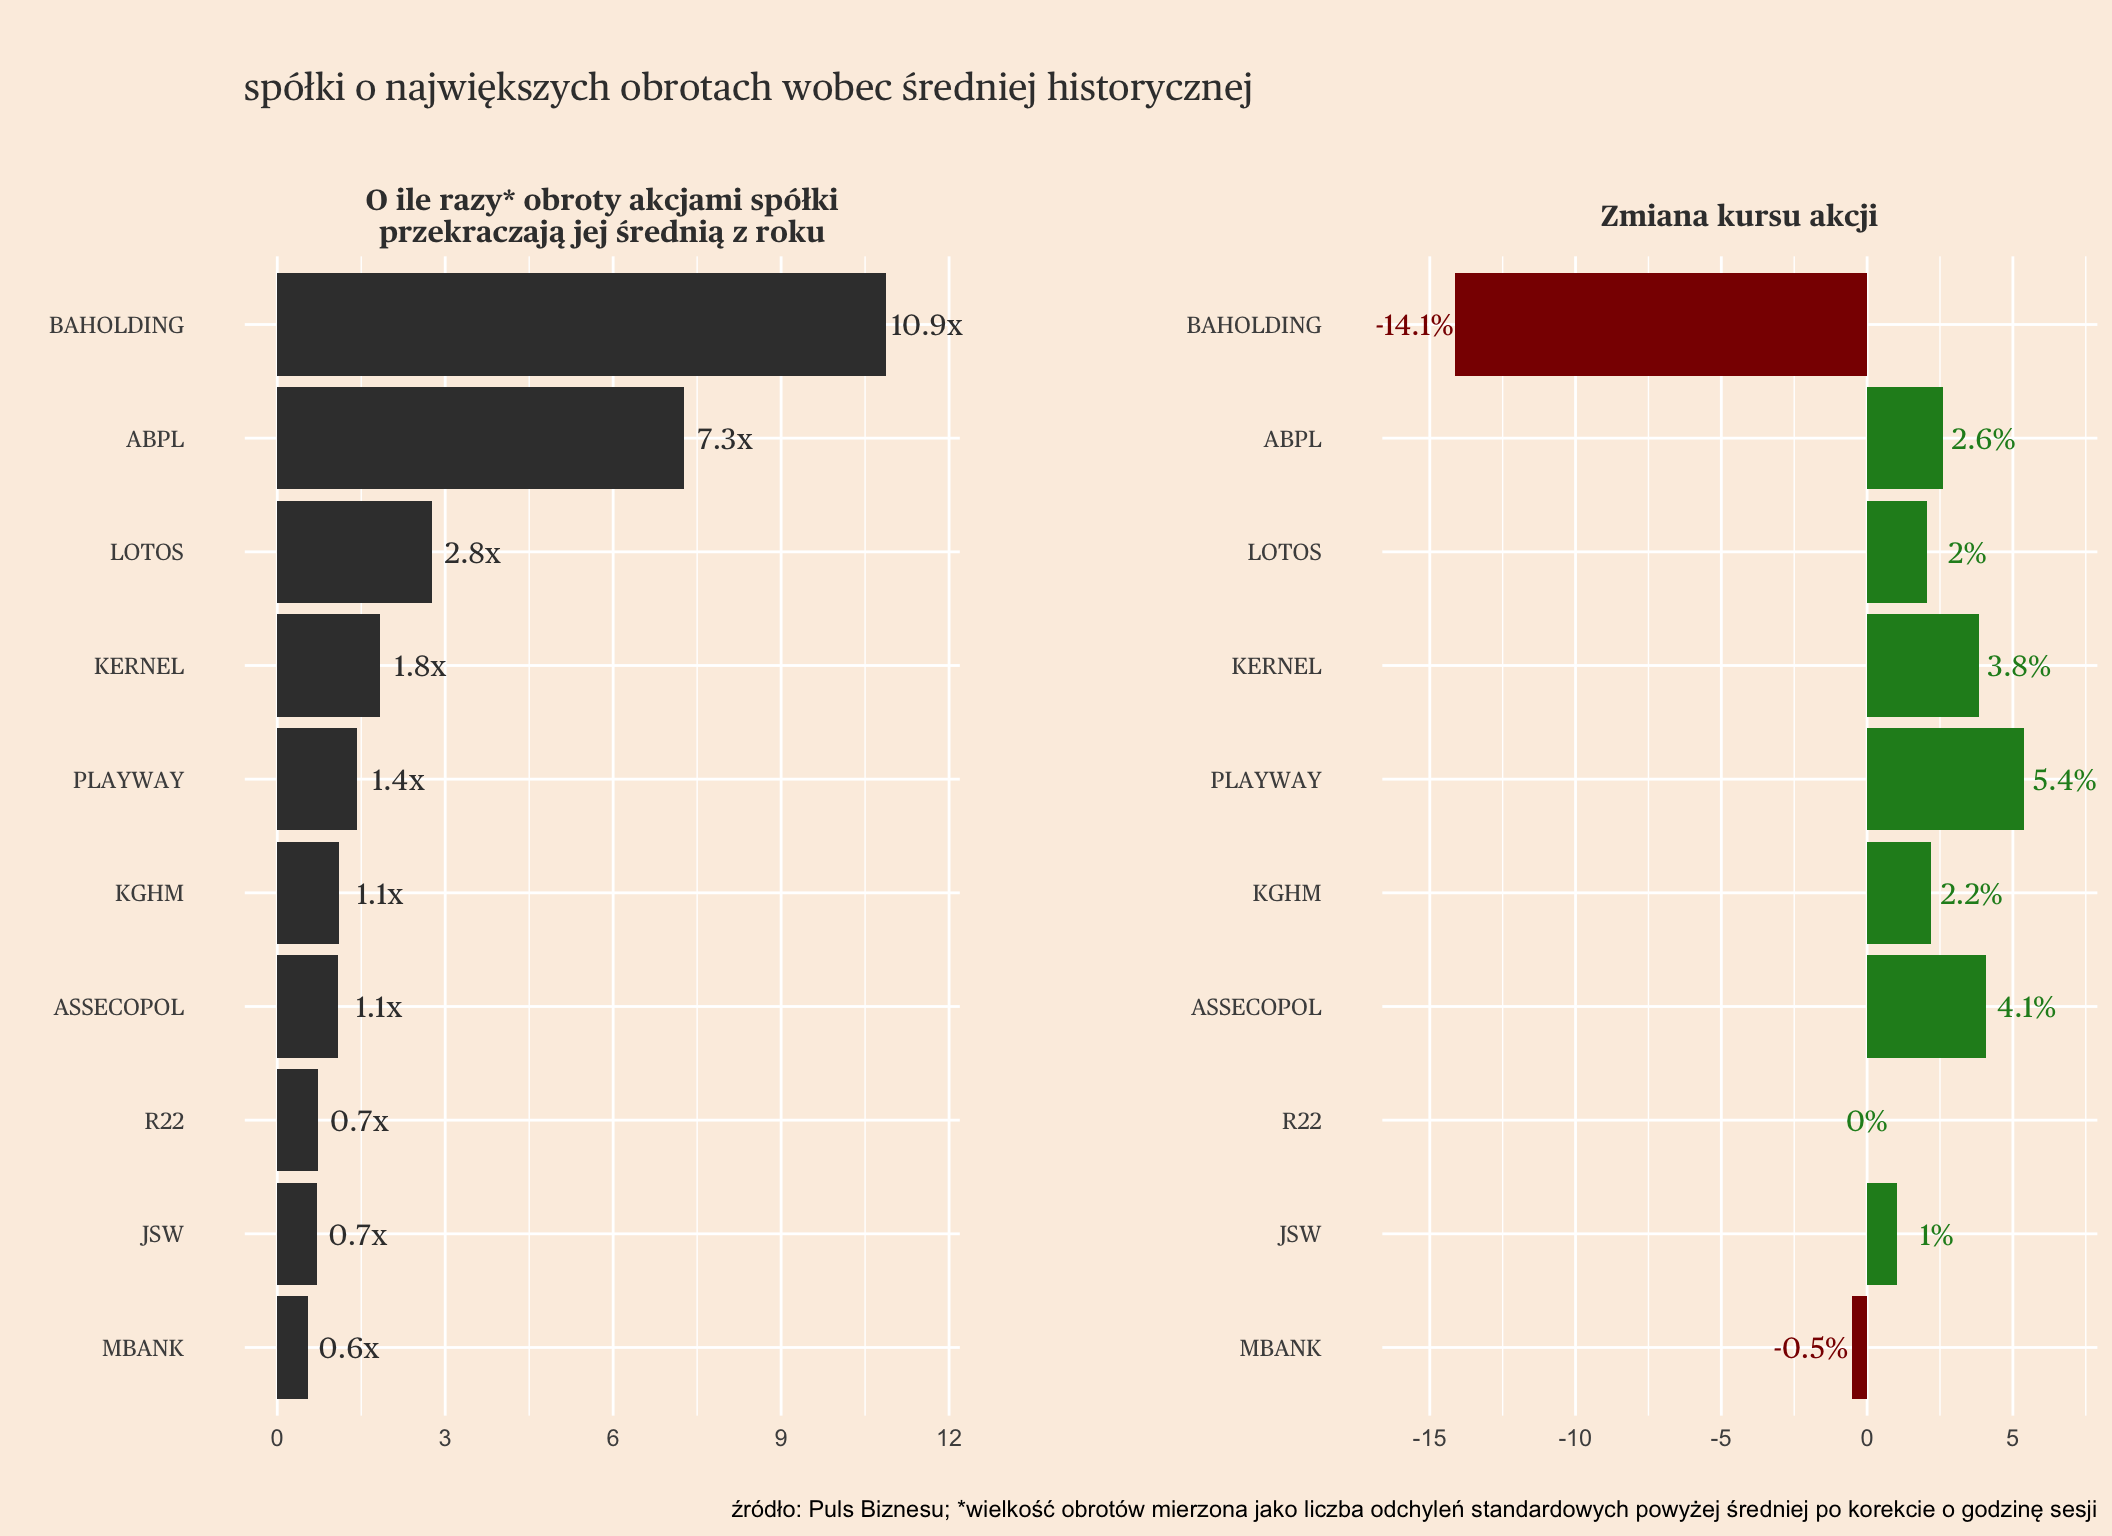 spółki o największych obrotach wobec średniej historycznej
O ile razy* obroty akcjami spółki
przekraczają jej średnią z roku
BAHOLDING
10.9x
ABPL
7.3x
LOTOS
2.8x
KERNEL
1.8x
PLAYWAY
1.4x
KGHM
1.1x
ASSECOPOL
1.1x
R22
0.7x
JSW
0.7x
MBANK
0.6x
0 3 6 9 12
Zmiana kursu akcji
BAHOLDING
-14.1%
ABPL
2.6%
LOTOS
2%
KERNEL
3.8%
PLAYWAY
5.4%
KGHM
2.2%
ASSECOPOL
4.1%
R22
0%
JSW
1%
MBANK
-0.5%
-15 -10 -5 0 5
źródło: Puls Biznesu; *wielkość obrotów mierzona jako liczba odchyleń standardowych powyżej średniej po korekcie o godzinę sesji